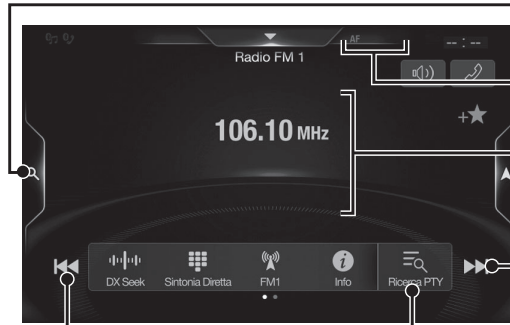 AF
-- : --
Radio FM 1
106.10 MHz
DX Seek
Sintonia Diretta
FM1
Info
Ricerca PTY